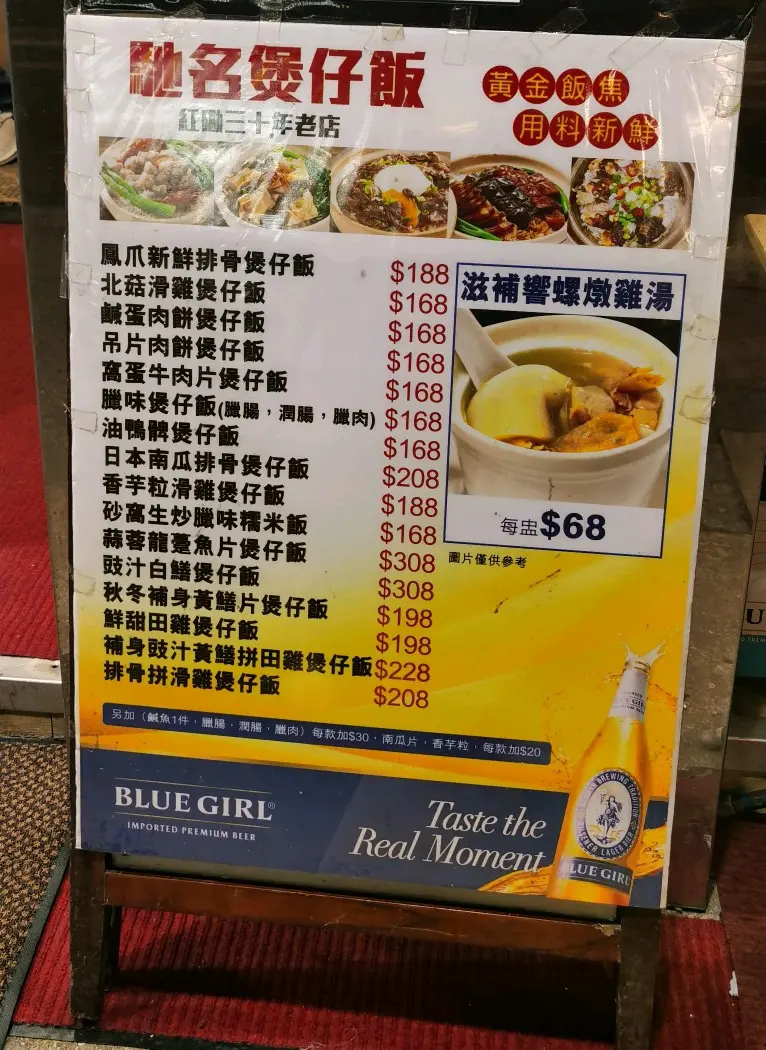 馳名煲仔飯
紅磡三十年老店
黃金飯焦
用料新鮮
鳳爪新鮮排骨煲仔飯 $188
北菇滑雞煲仔飯 $168
鹹蛋肉餅煲仔飯 $168
吊片肉餅煲仔飯 $168
窩蛋牛肉片煲仔飯 $168
臘味煲仔飯(臘腸，潤腸，臘肉) $168
油鴨髀煲仔飯 $168
日本南瓜排骨煲仔飯 $208
香芋粒滑雞煲仔飯 $188
砂窩生炒臘味糯米飯 $168
蒜蓉龍躉魚片煲仔飯 $308
豉汁白鱔煲仔飯 $308
秋冬補身黃鱔片煲仔飯 $198
鮮甜田雞煲仔飯 $198
補身豉汁黃鱔拼田雞煲仔飯 $228
排骨拼滑雞煲仔飯 $208
滋補響螺燉雞湯
每盅$68
圖片僅供參考
另加（鹹魚1件，臘腸，潤腸，臘肉）每款加$30，南瓜片，香芋粒，每款加$20
BLUE GIRL®
IMPORTED PREMIUM BEER
Taste the
Real Moment
BREWING TRADITION
LAGER BEER
BLUE GIRL